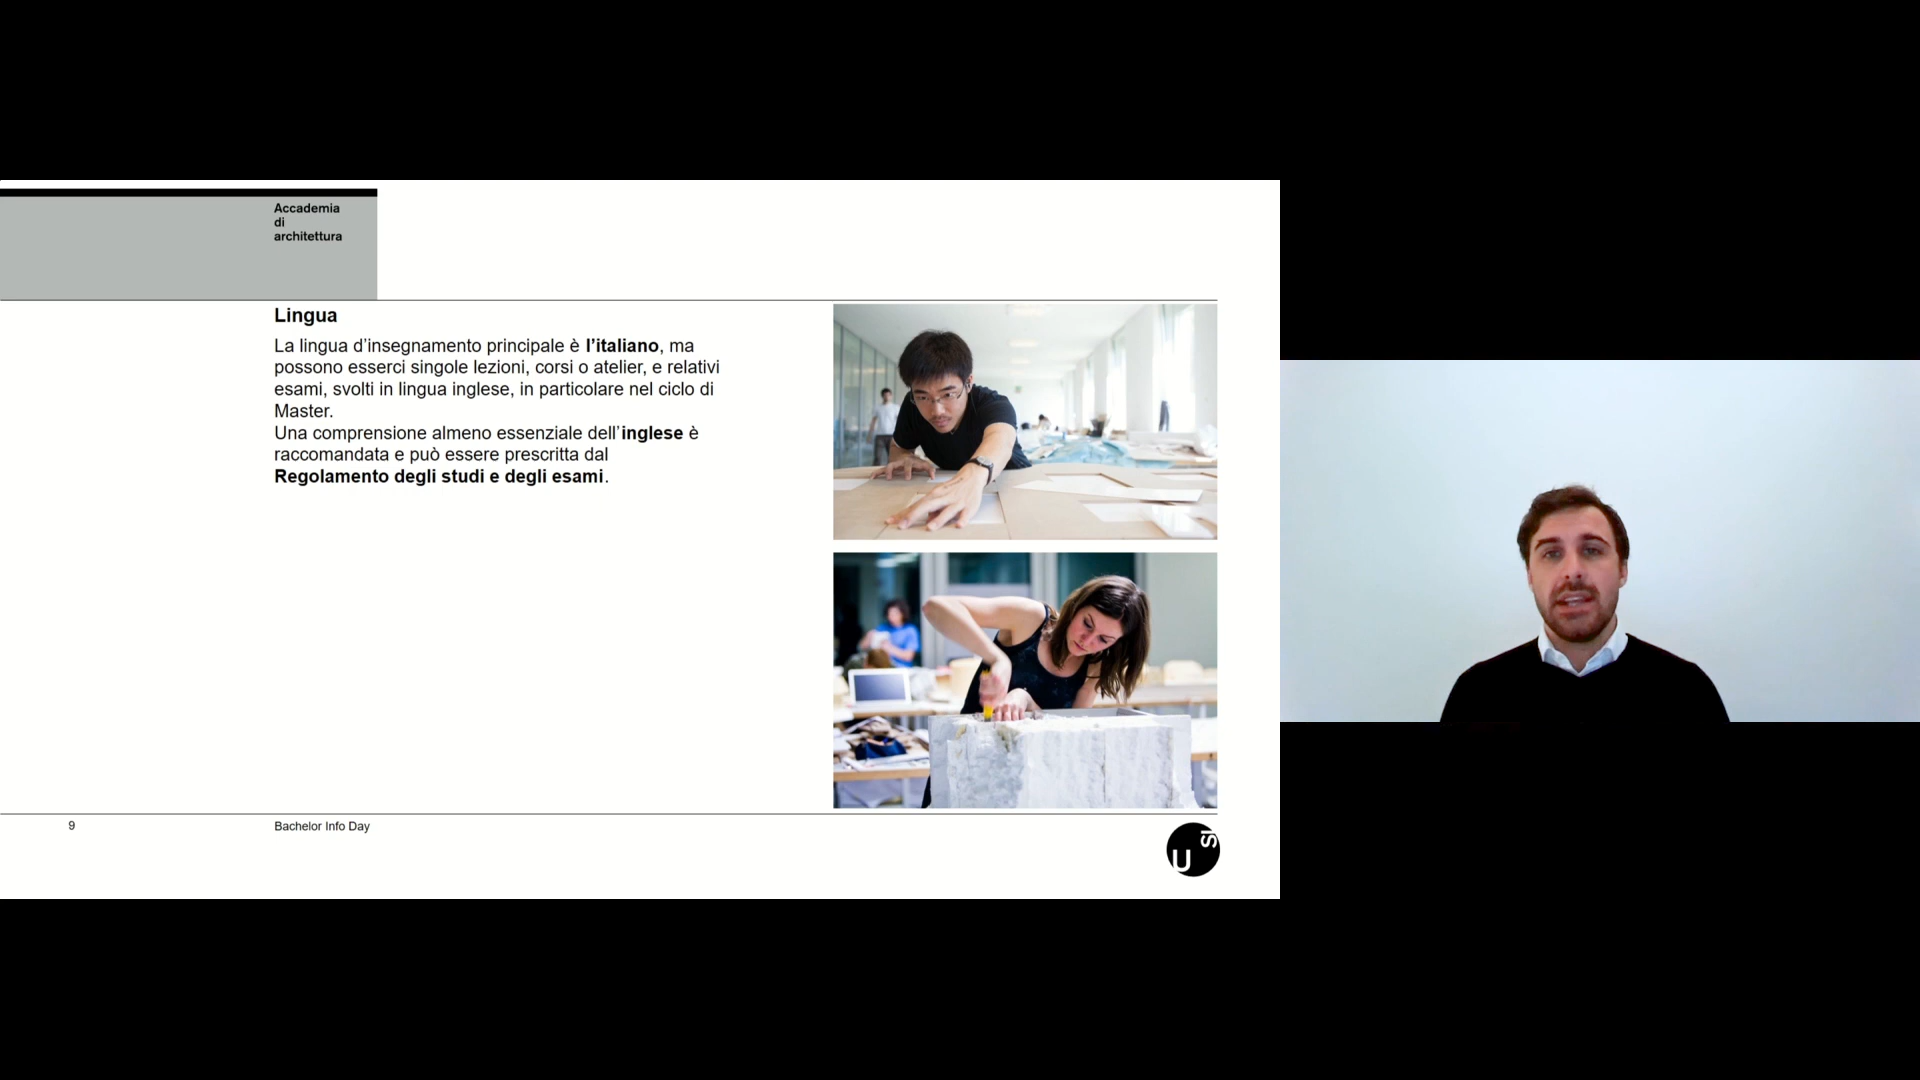 Accademia
di
architettura
Lingua
La lingua d’insegnamento principale è l’italiano, ma
possono esserci singole lezioni, corsi o atelier, e relativi
esami, svolti in lingua inglese, in particolare nel ciclo di
Master.
Una comprensione almeno essenziale dell’inglese è
raccomandata e può essere prescritta dal
Regolamento degli studi e degli esami.
9
Bachelor Info Day
U
SI